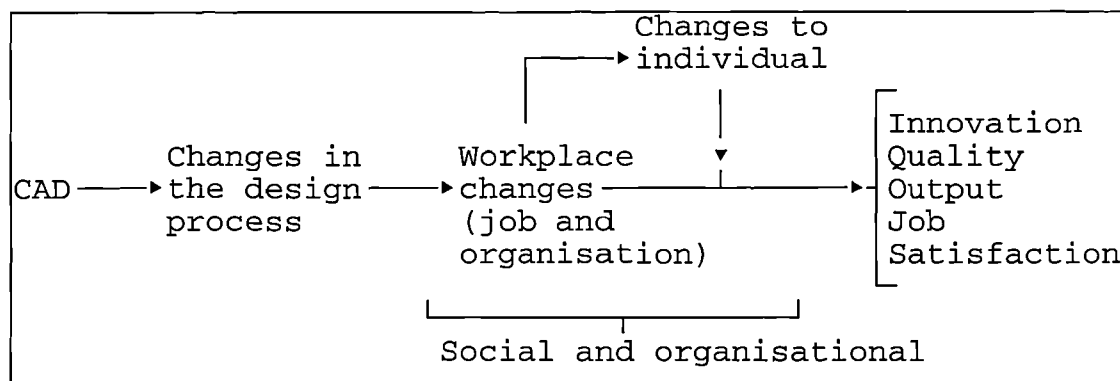 Changes to
individual
CAD
Changes in
the design
process
Workplace
changes
(job and
organisation)
Innovation
Quality
Output
Job
Satisfaction
Social and organisational